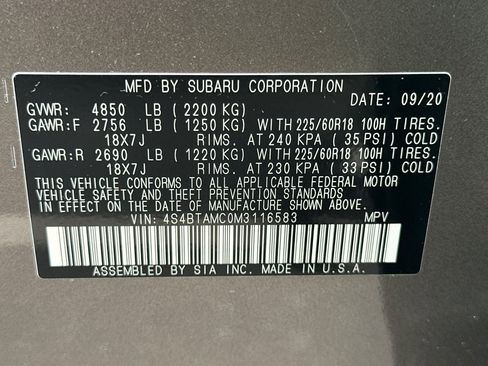 MFD BY SUBARU CORPORATION
DATE: 09/20
GVWR: 4850 LB (2200 KG)
GAWR:F 2756 LB (1250 KG) WITH 225/60R18 100H TIRES.
18X7J RIMS. AT 240 KPA (35 PSI) COLD
GAWR:R 2690 LB (1220 KG) WITH 225/60R18 100H TIRES.
18X7J RIMS. AT 230 KPA (33 PSI) COLD
THIS VEHICLE CONFORMS TO ALL APPLICABLE FEDERAL MOTOR
VEHICLE SAFETY AND THEFT PREVENTION STANDARDS IN
EFFECT ON THE DATE OF MANUFACTURE SHOWN ABOVE.
VIN: 4S4BTAMC0M3116583 MPV
ASSEMBLED BY SIA INC. MADE IN U.S.A.